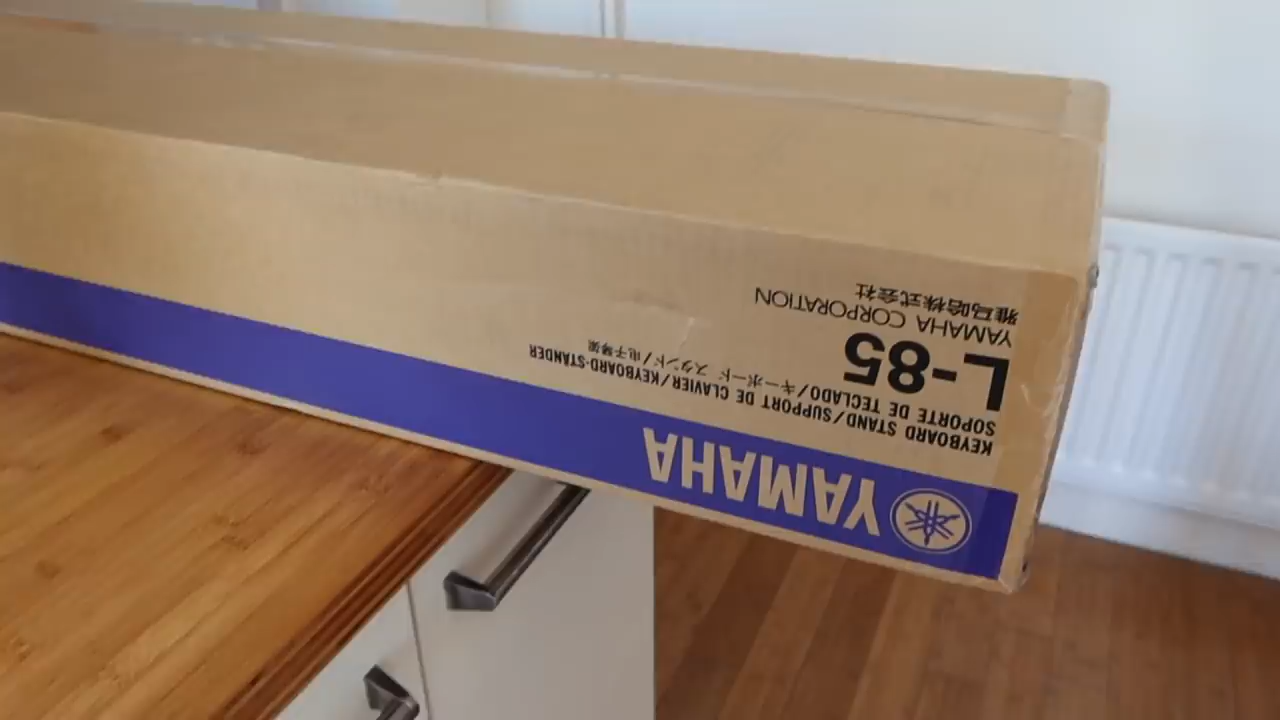 YAMAHA
KEYBOARD STAND/SUPPORT DE CLAVIER/KEYBOARD-STÄNDER
SOPORTE DE TECLADO/キーボード スタンド/电子琴架
L-85
YAMAHA CORPORATION
雅马哈株式会社